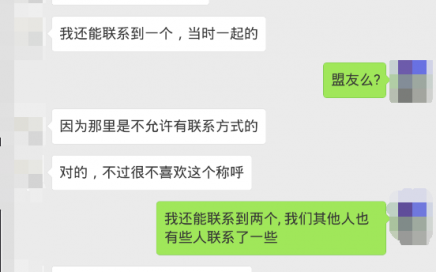 我还能联系到一个，当时一起的
盟友么?
因为那里是不允许有联系方式的
对的，不过很不喜欢这个称呼
我还能联系到两个, 我们其他人也
有些人联系了一些